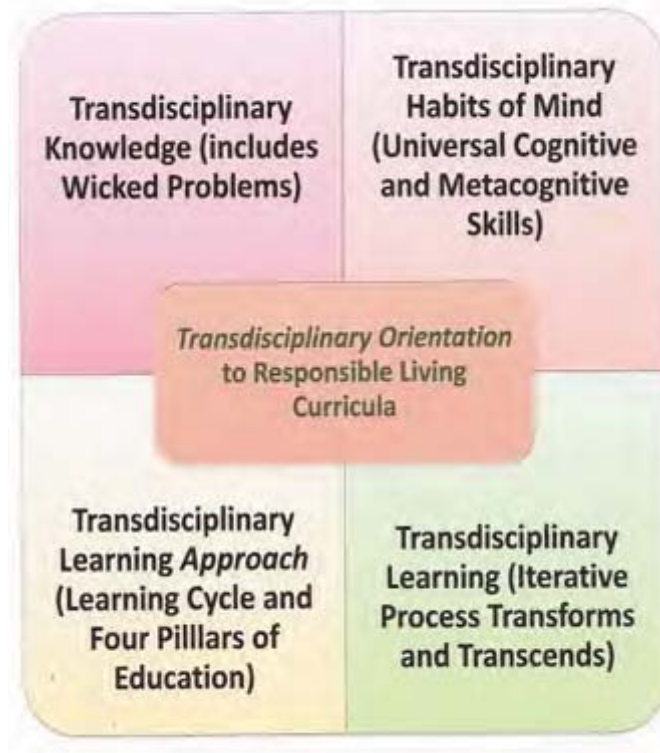 Transdisciplinary
Knowledge (includes
Wicked Problems)
Transdisciplinary
Habits of Mind
(Universal Cognitive
and Metacognitive
Skills)
Transdisciplinary Orientation
to Responsible Living
Curricula
Transdisciplinary
Learning Approach
(Learning Cycle and
Four Pilllars of
Education)
Transdisciplinary
Learning (Iterative
Process Transforms
and Transcends)